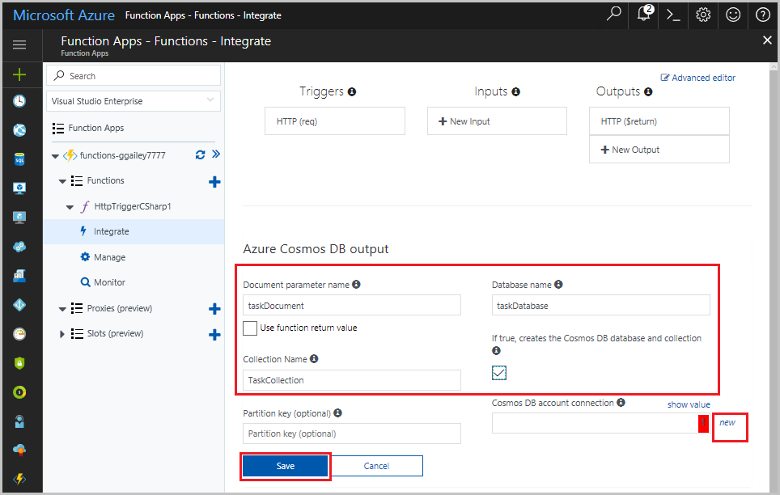 Microsoft Azure Function Apps - Functions - Integrate
2
Function Apps - Functions - Integrate
Function Apps
Search
Visual Studio Enterprise
Function Apps
functions-ggailey7777
Functions
HttpTriggerCSharp1
Integrate
Manage
Monitor
Proxies (preview)
Slots (preview)
Advanced editor
Triggers
Inputs
Outputs
HTTP (req)
New Input
HTTP ($return)
New Output
Azure Cosmos DB output
Document parameter name
Database name
taskDocument
taskDatabase
Use function return value
If true, creates the Cosmos DB database and collection
Collection Name
TaskCollection
Partition key (optional)
Cosmos DB account connection
show value
Partition key (optional)
new
Save
Cancel
SQL